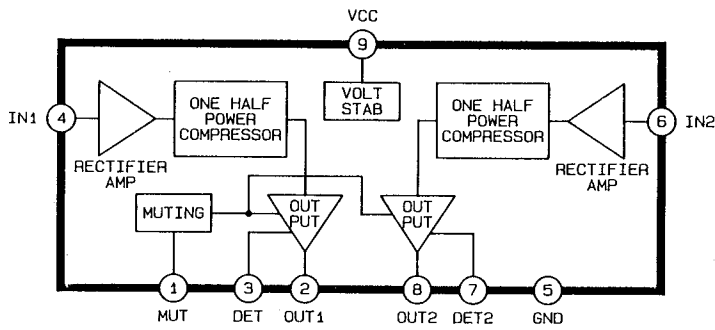 VCC
9
VOLT
STAB
ONE HALF
POWER
COMPRESSOR
ONE HALF
POWER
COMPRESSOR
IN1
4
6
IN2
RECTIFIER
AMP
RECTIFIER
AMP
MUTING
OUT
PUT
OUT
PUT
1
3
2
8
7
5
MUT
DET
OUT1
OUT2
DET2
GND